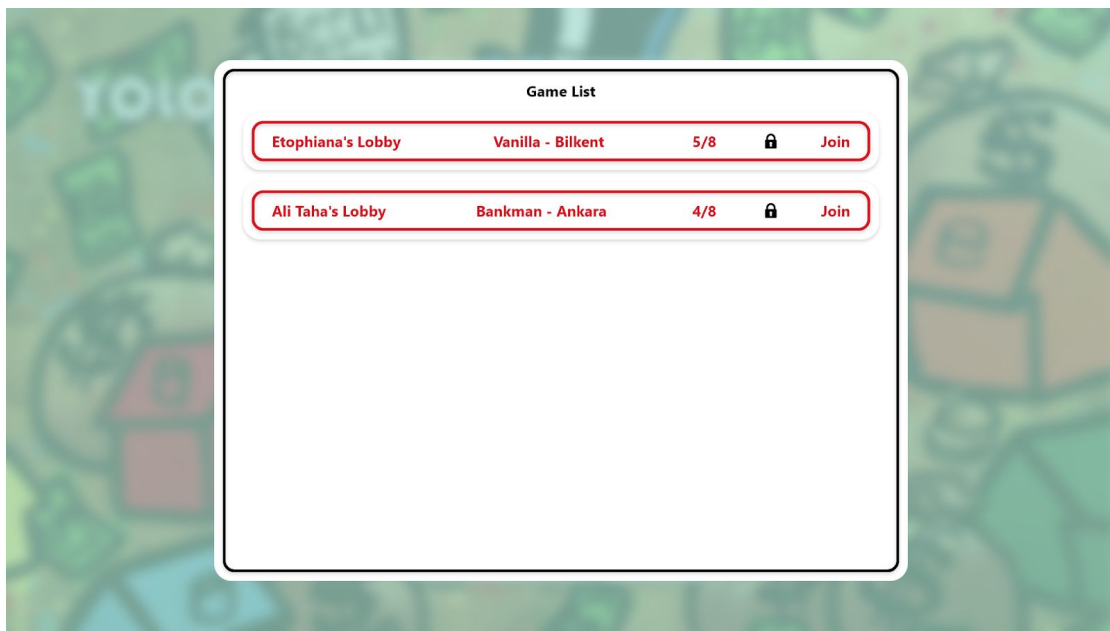 Game List
Etophiana's Lobby Vanilla - Bilkent 5/8 Join
Ali Taha's Lobby Bankman - Ankara 4/8 Join